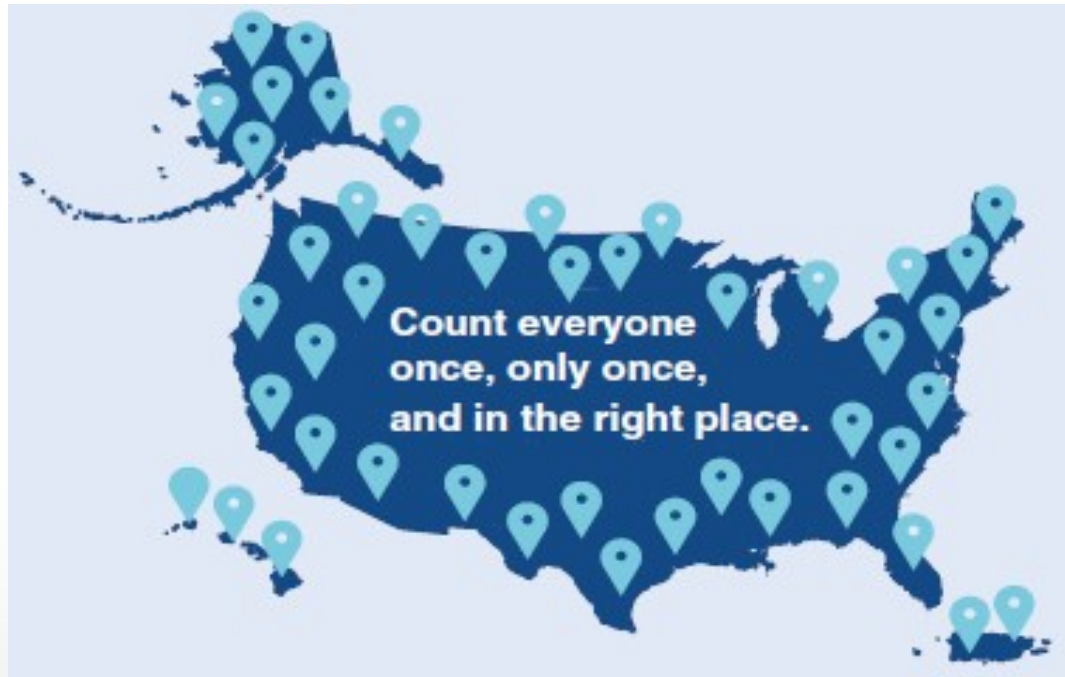 Count everyone
once, only once,
and in the right place.